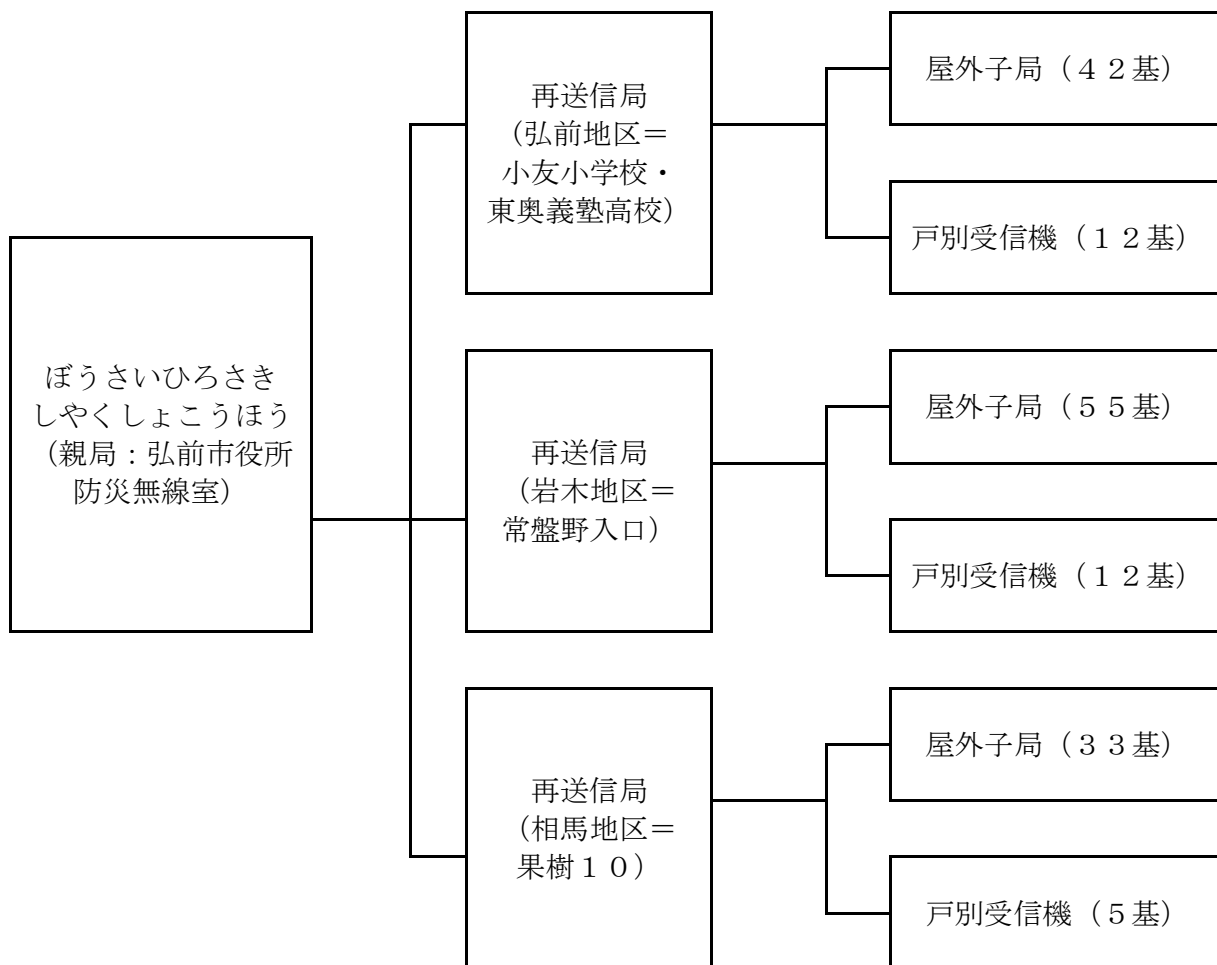 ぼうさいひろさき
しやくしょこうほう
（親局：弘前市役所
防災無線室）
再送信局
（弘前地区＝
小友小学校・
東奥義塾高校）
屋外子局（４２基）
戸別受信機（１２基）
再送信局
（岩木地区＝
常盤野入口）
屋外子局（５５基）
戸別受信機（１２基）
再送信局
（相馬地区＝
果樹１０）
屋外子局（３３基）
戸別受信機（５基）